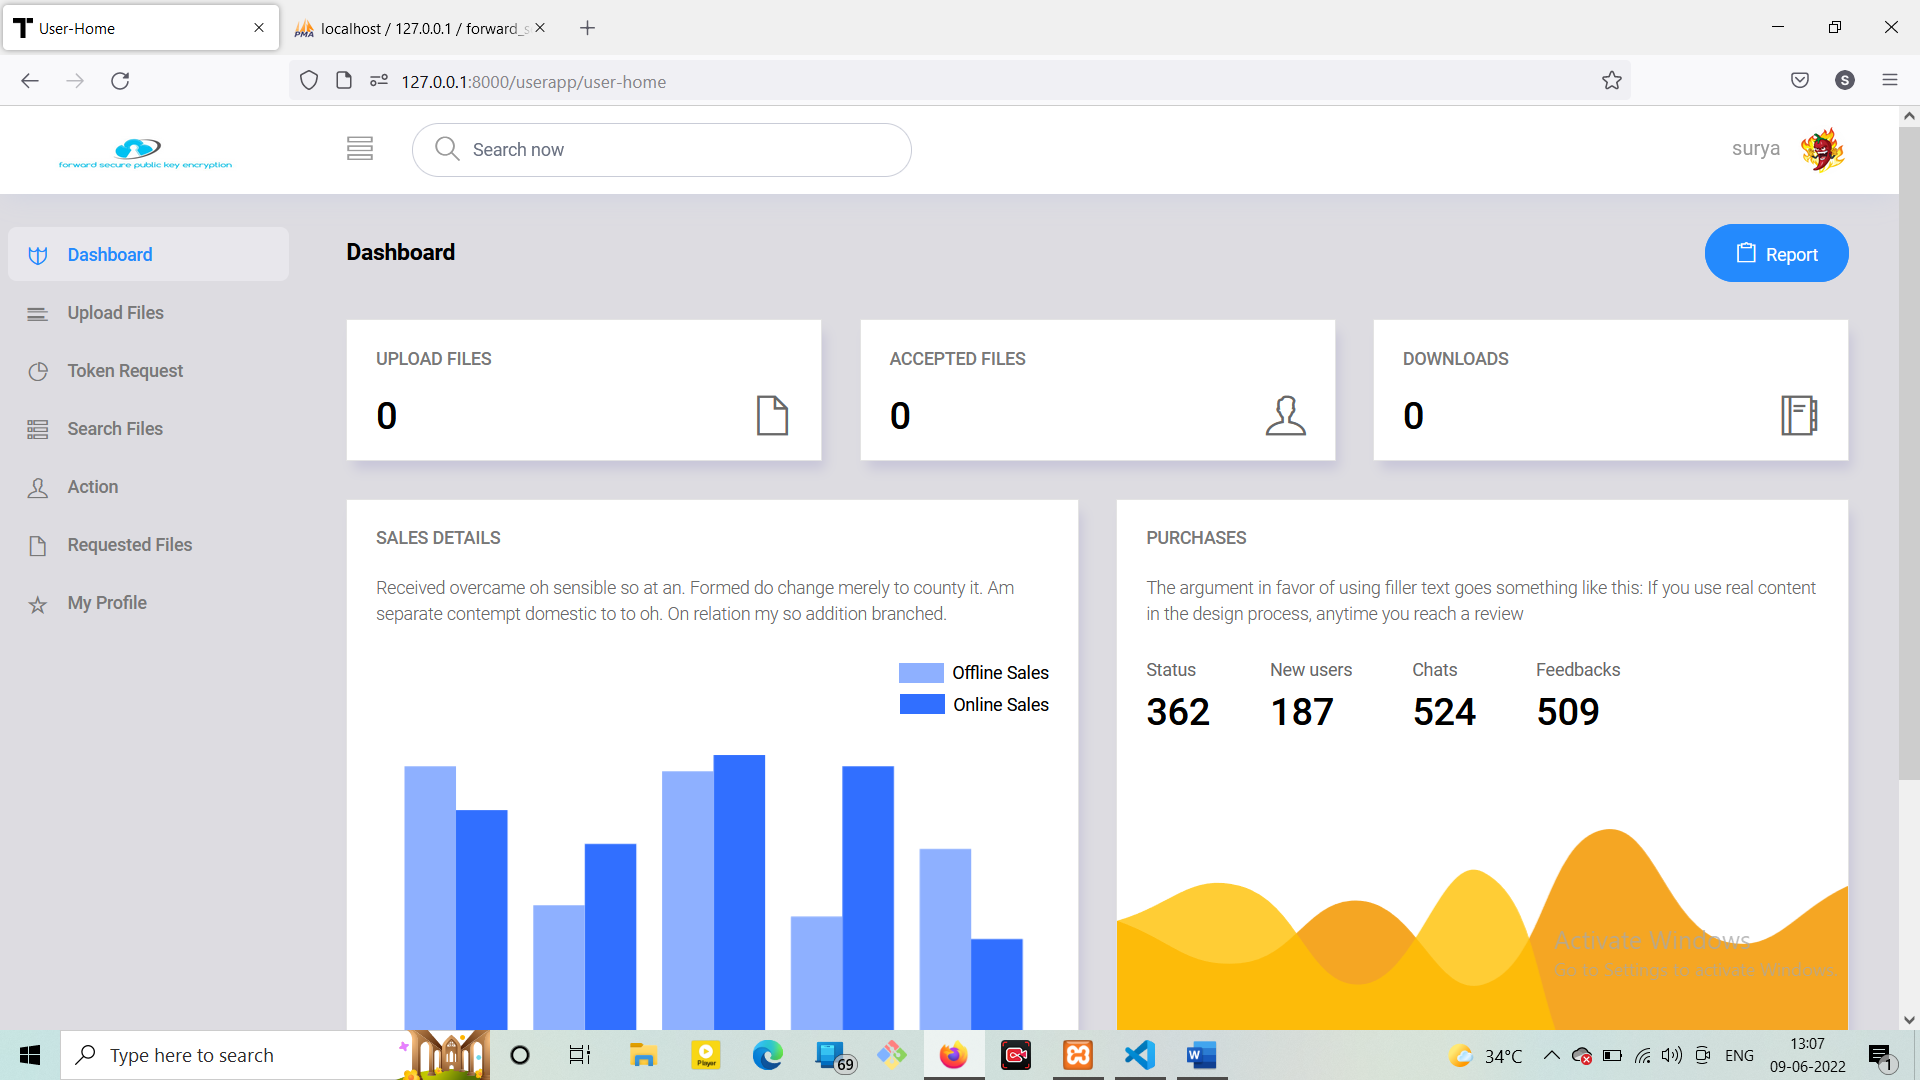 User-Home
localhost / 127.0.0.1 / forward_s
127.0.0.1:8000/userapp/user-home
S
forward secure public key encryption
Search now
surya
Dashboard
Upload Files
Token Request
Search Files
Action
Requested Files
My Profile
Dashboard
Report
UPLOAD FILES
0
ACCEPTED FILES
0
DOWNLOADS
0
SALES DETAILS
Received overcame oh sensible so at an. Formed do change merely to county it. Am
separate contempt domestic to to oh. On relation my so addition branched.
Offline Sales
Online Sales
PURCHASES
The argument in favor of using filler text goes something like this: If you use real content
in the design process, anytime you reach a review
Status
362
New users
187
Chats
524
Feedbacks
509
Activate Windows
Go to Settings to activate Windows.
Type here to search
Player
69
W
34°C
ENG
13:07
09-06-2022
1